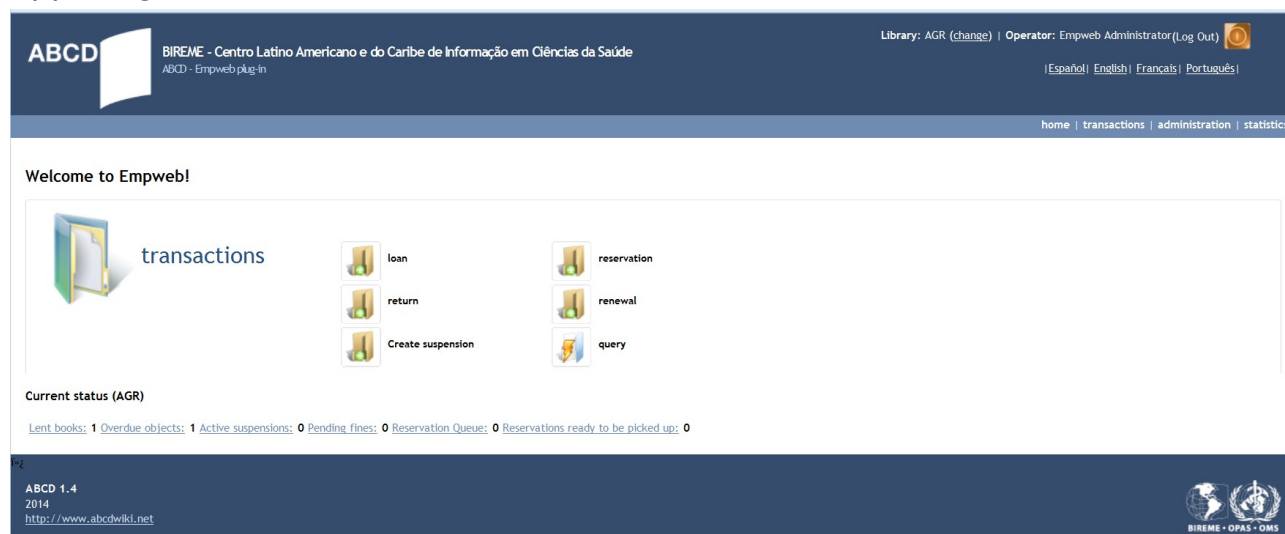 Library: AGR (change) | Operator: Empweb Administrator(Log Out)
ABCD
BIREME - Centro Latino Americano e do Caribe de Informação em Ciências da Saúde
ABCD - Empweb plug-in
|Español| English| Français| Português|
home | transactions | administration | statistics
Welcome to Empweb!
transactions
loan
reservation
return
renewal
Create suspension
query
Current status (AGR)
Lent books: 1 Overdue objects: 1 Active suspensions: 0 Pending fines: 0 Reservation Queue: 0 Reservations ready to be picked up: 0
ï»¿
ABCD 1.4
2014
http://www.abcdwiki.net
BIREME • OPAS • OMS